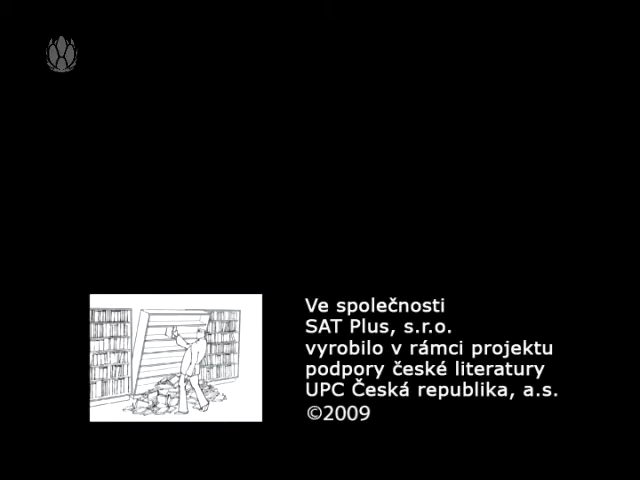 Ve společnosti
SAT Plus, s.r.o.
vyrobilo v rámci projektu
podpory české literatury
UPC Česká republika, a.s.
©2009